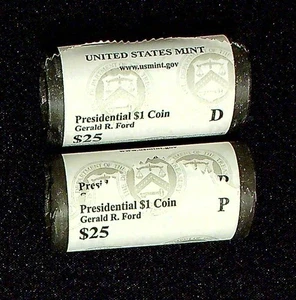 UNITED STATES MINT
www.usmint.gov
Presidential $1 Coin
Gerald R. Ford
D
$25
Presidential $1 Coin
Gerald R. Ford
P
$25